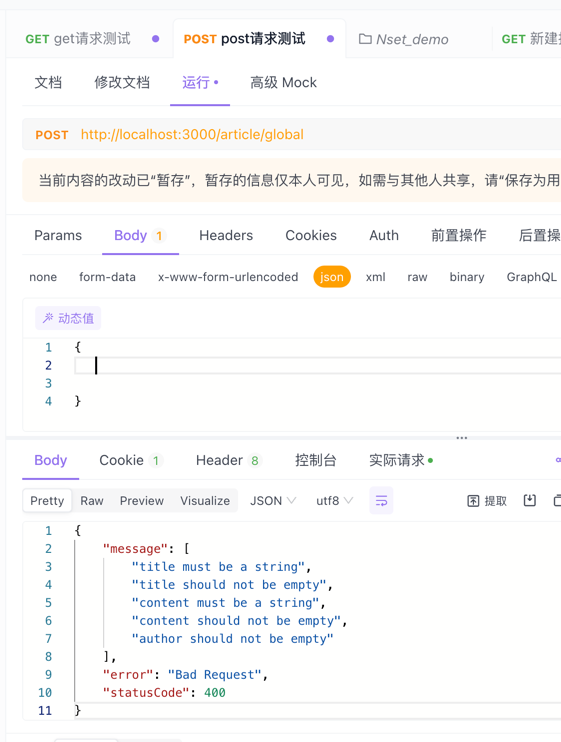 GET get请求测试 POST post请求测试 Nset_demo GET 新建
文档 修改文档 运行 高级 Mock
POST http://localhost:3000/article/global
当前内容的改动已“暂存”，暂存的信息仅本人可见，如需与其他人共享，请“保存为用
Params Body 1 Headers Cookies Auth 前置操作 后置操
none form-data x-www-form-urlencoded json xml raw binary GraphQL
动态值
1 {
2
3
4 }
Body Cookie 1 Header 8 控制台 实际请求
Pretty Raw Preview Visualize JSON utf8 提取
1 {
2 "message": [
3 "title must be a string",
4 "title should not be empty",
5 "content must be a string",
6 "content should not be empty",
7 "author should not be empty"
8 ],
9 "error": "Bad Request",
10 "statusCode": 400
11 }